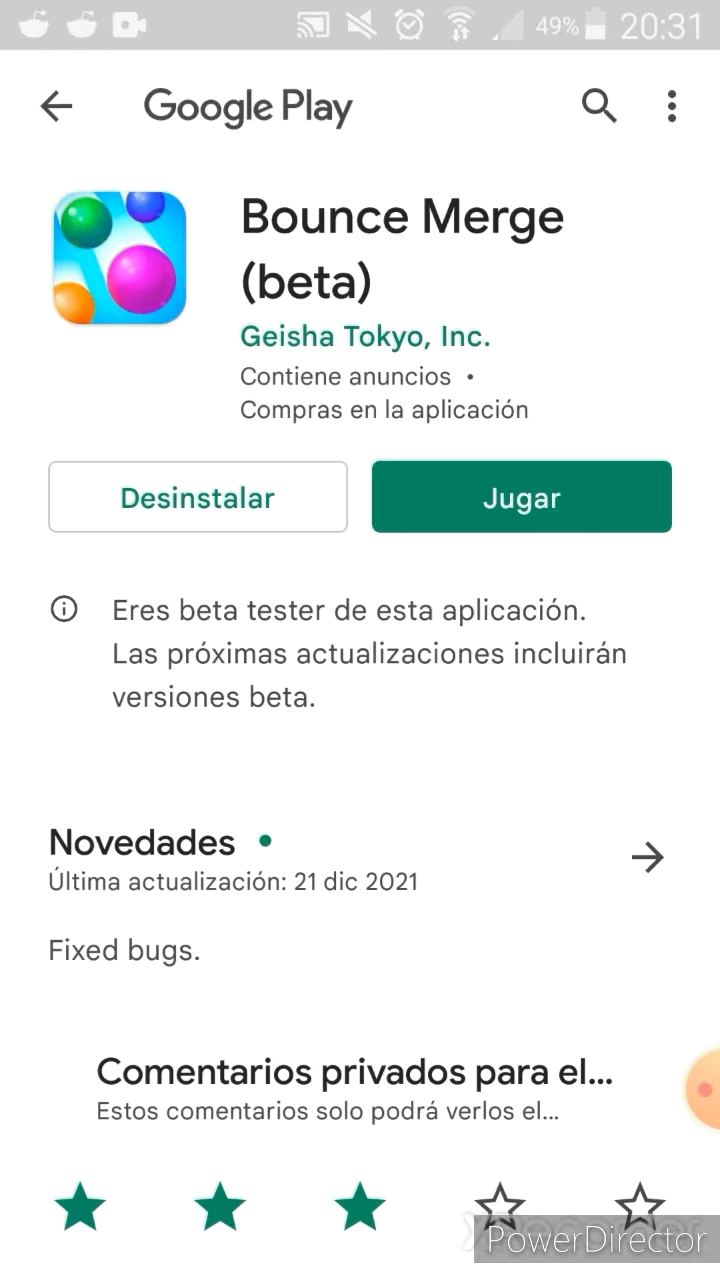 49% 20:31
Google Play
Bounce Merge
(beta)
Geisha Tokyo, Inc.
Contiene anuncios •
Compras en la aplicación
Desinstalar
Jugar
Eres beta tester de esta aplicación.
Las próximas actualizaciones incluirán
versiones beta.
Novedades •
Última actualización: 21 dic 2021
Fixed bugs.
Comentarios privados para el...
Estos comentarios solo podrá verlos el...
PowerDirector